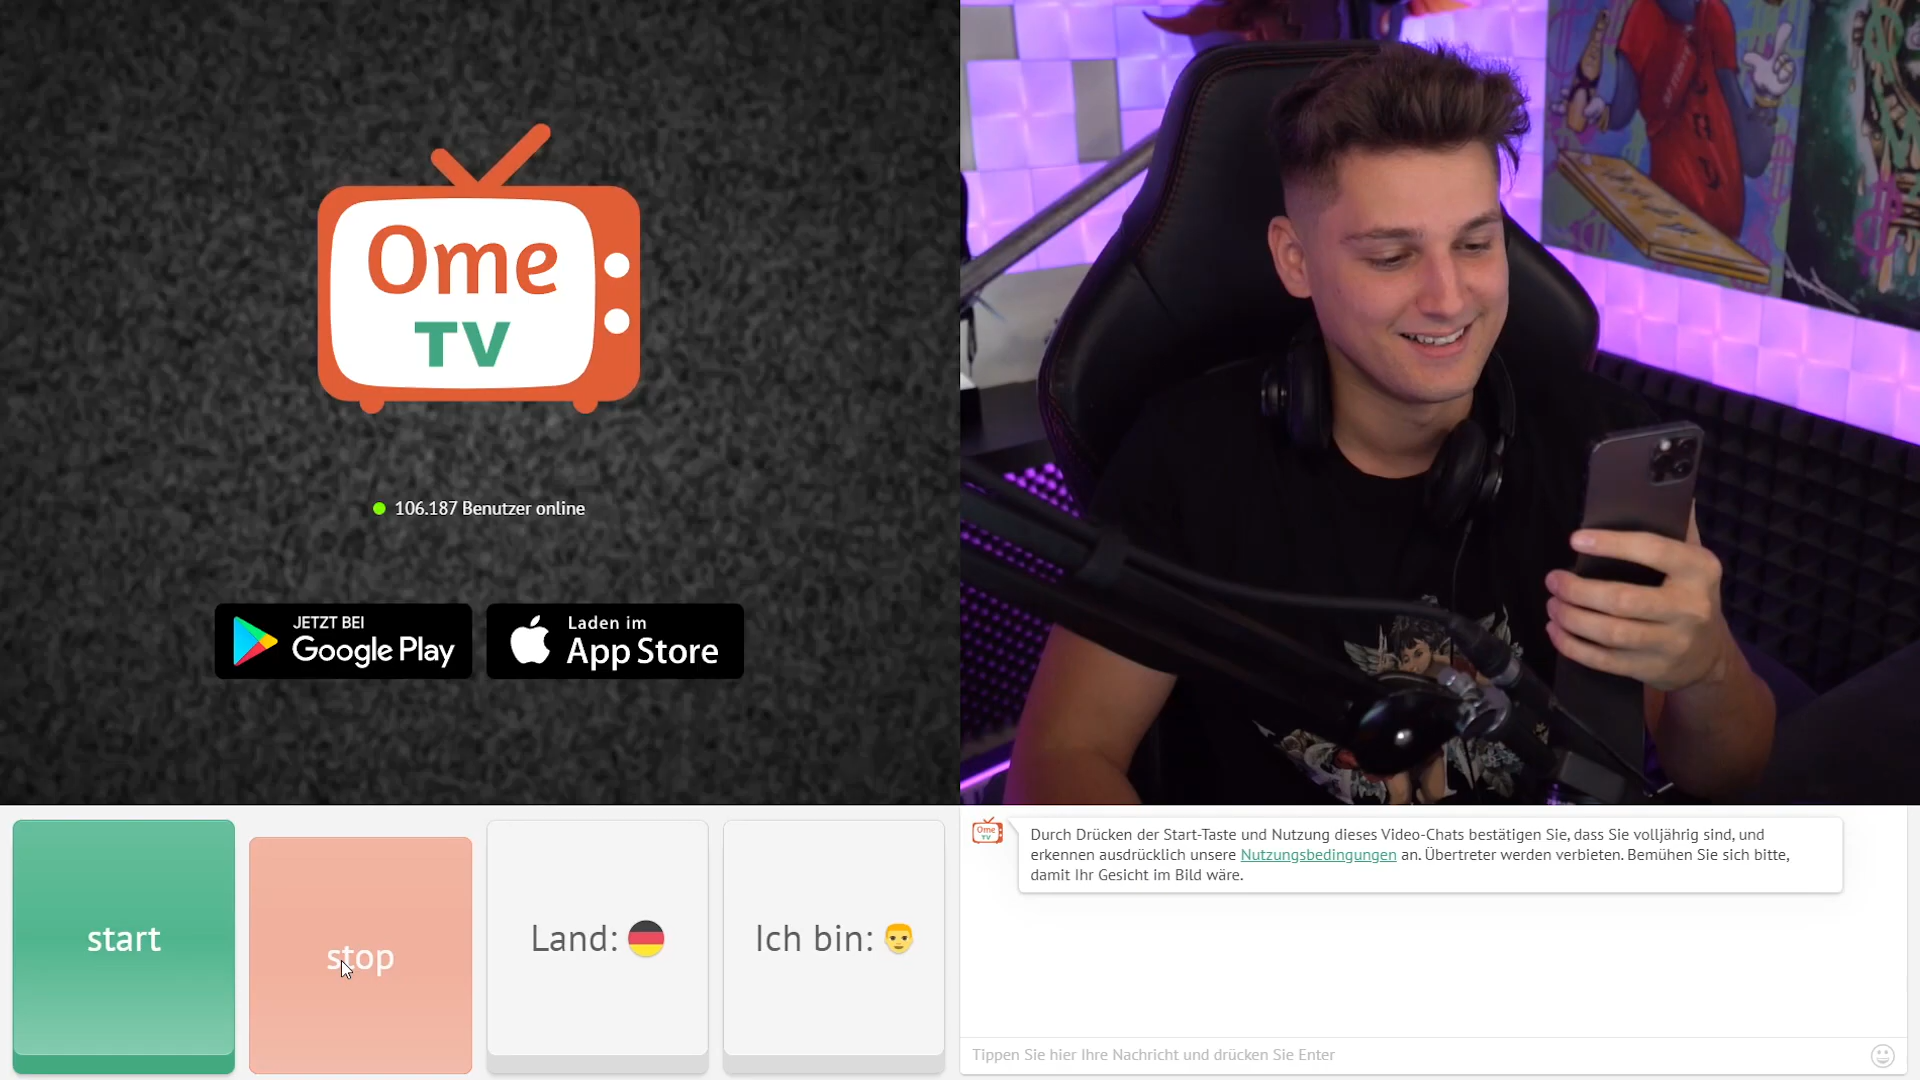 Ome
TV
106.187 Benutzer online
JETZT BEI
Google Play
Laden im
App Store
start
stop
Land:
Ich bin:
Ome
TV
Durch Drücken der Start-Taste und Nutzung dieses Video-Chats bestätigen Sie, dass Sie volljährig sind, und
erkennen ausdrücklich unsere Nutzungsbedingungen an. Übertreter werden verbieten. Bemühen Sie sich bitte,
damit Ihr Gesicht im Bild wäre.
Tippen Sie hier Ihre Nachricht und drücken Sie Enter